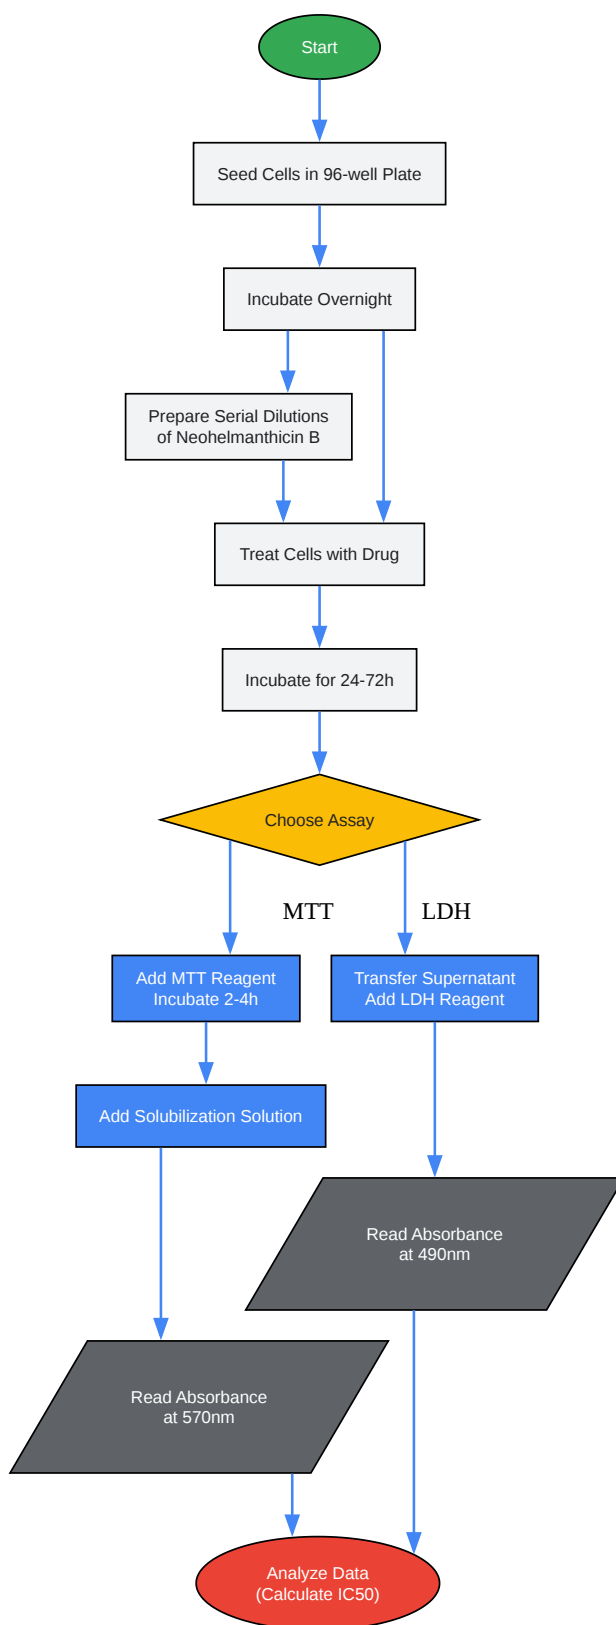 Start
Seed Cells in 96-well Plate
Incubate Overnight
Prepare Serial Dilutions
of Neohelmanthicin B
Treat Cells with Drug
Incubate for 24-72h
Choose Assay
MTT
LDH
Add MTT Reagent
Incubate 2-4h
Transfer Supernatant
Add LDH Reagent
Add Solubilization Solution
Read Absorbance
at 490nm
Read Absorbance
at 570nm
Analyze Data
(Calculate IC50)